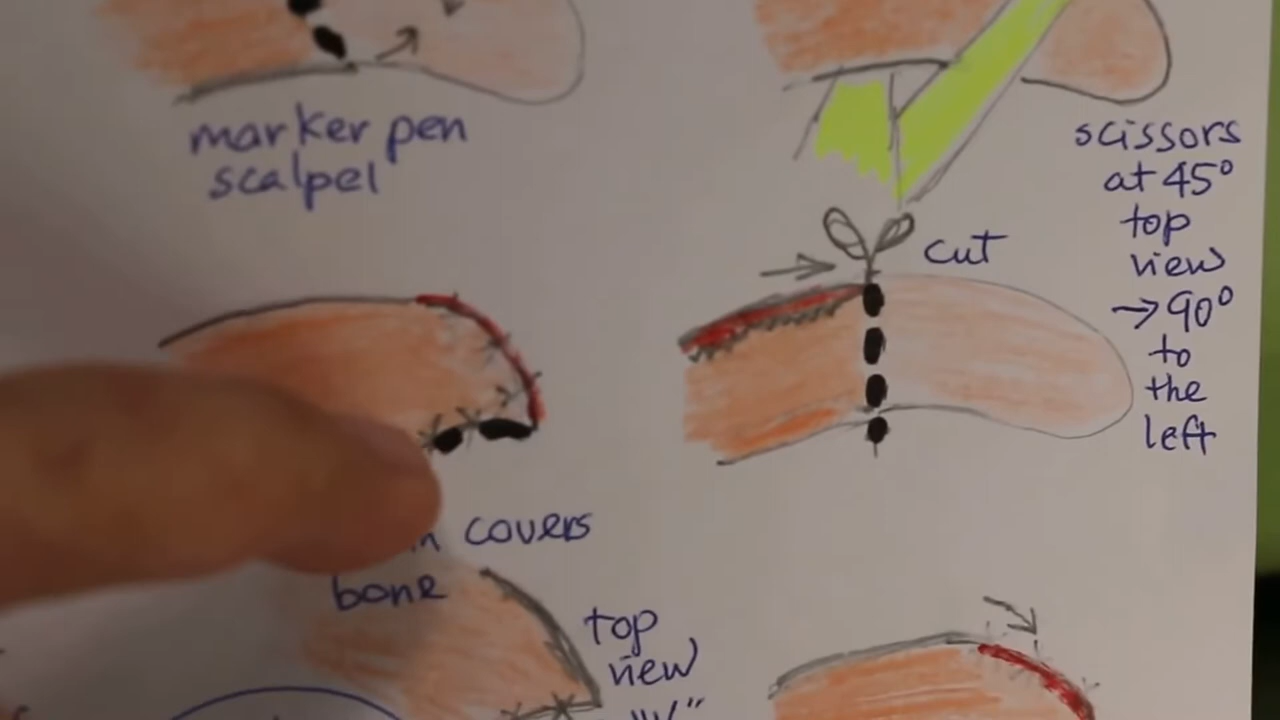 marker pen
scalpel
scissors
at 45°
top
view
→ 90°
to
the
left
cut
covers
bone
top
view